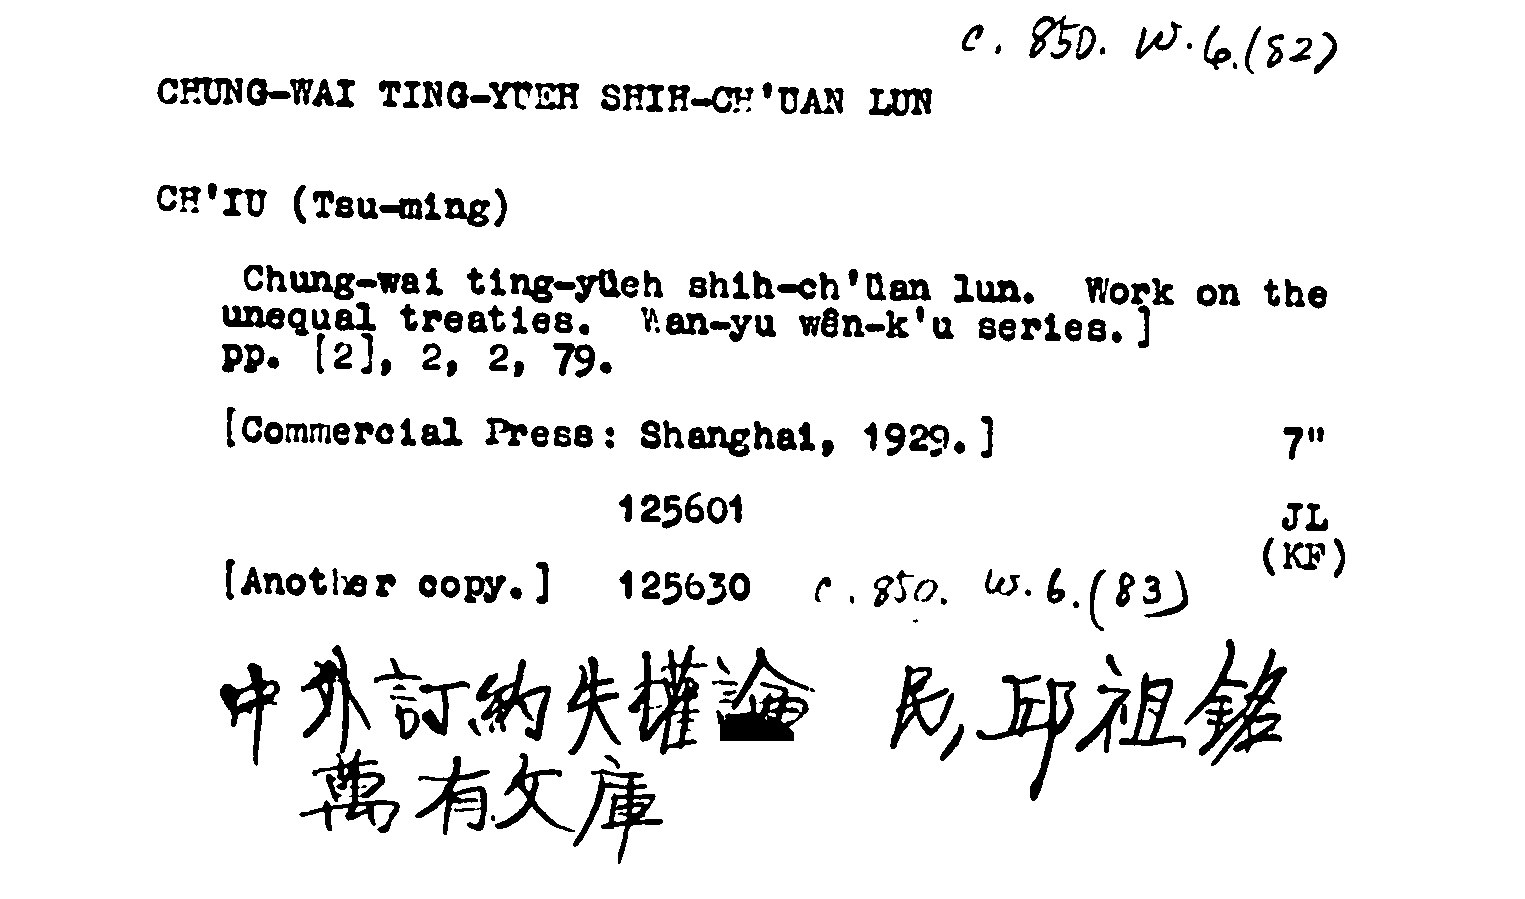 c. 850. w. 6. (82)
CHUNG-WAI TING-YÜEH SHIH-CH'ÜAN LUN
CH'IU (Tsu-ming)
Chung-wai ting-yüeh shih-ch'üan lun. Work on the
unequal treaties. Wan-yu wên-k'u series.]
pp. [2], 2, 2, 79.
[Commercial Press: Shanghai, 1929.] 7"
125601 JL
(KF)
[Another copy.] 125630 c. 850. w. 6. (83)
中外訂約失權論 民, 邱祖銘
萬有文庫